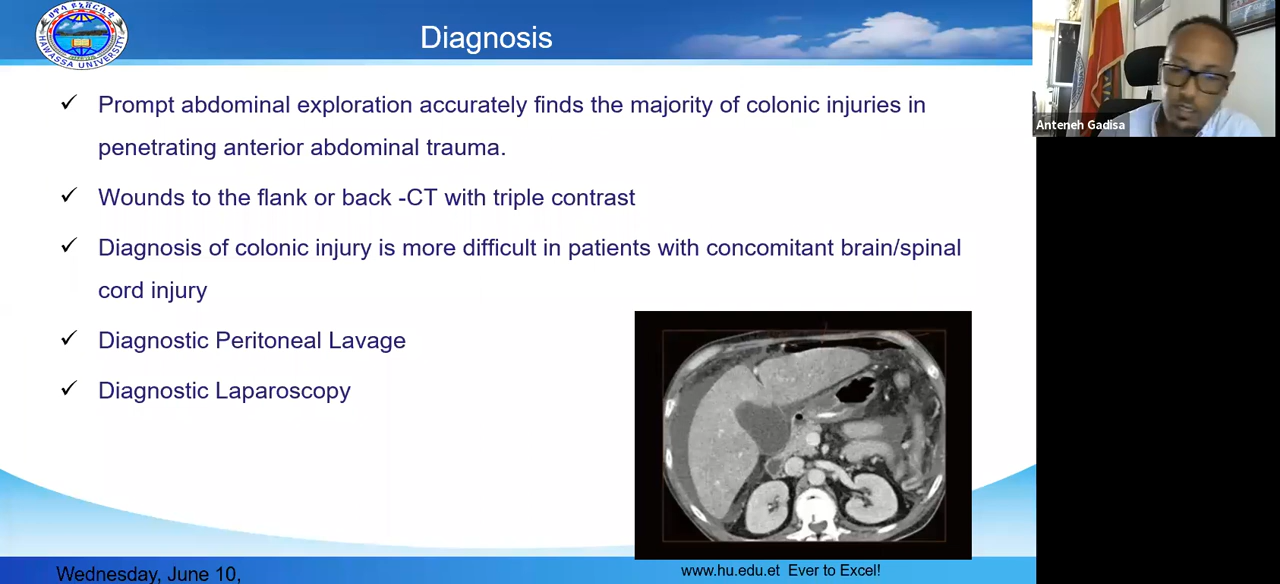 HAWASSA UNIVERSITY
Diagnosis
✓ Prompt abdominal exploration accurately finds the majority of colonic injuries in
penetrating anterior abdominal trauma.
✓ Wounds to the flank or back -CT with triple contrast
✓ Diagnosis of colonic injury is more difficult in patients with concomitant brain/spinal
cord injury
✓ Diagnostic Peritoneal Lavage
✓ Diagnostic Laparoscopy
Wednesday, June 10,
www.hu.edu.et Ever to Excel!
Anteneh Gadisa